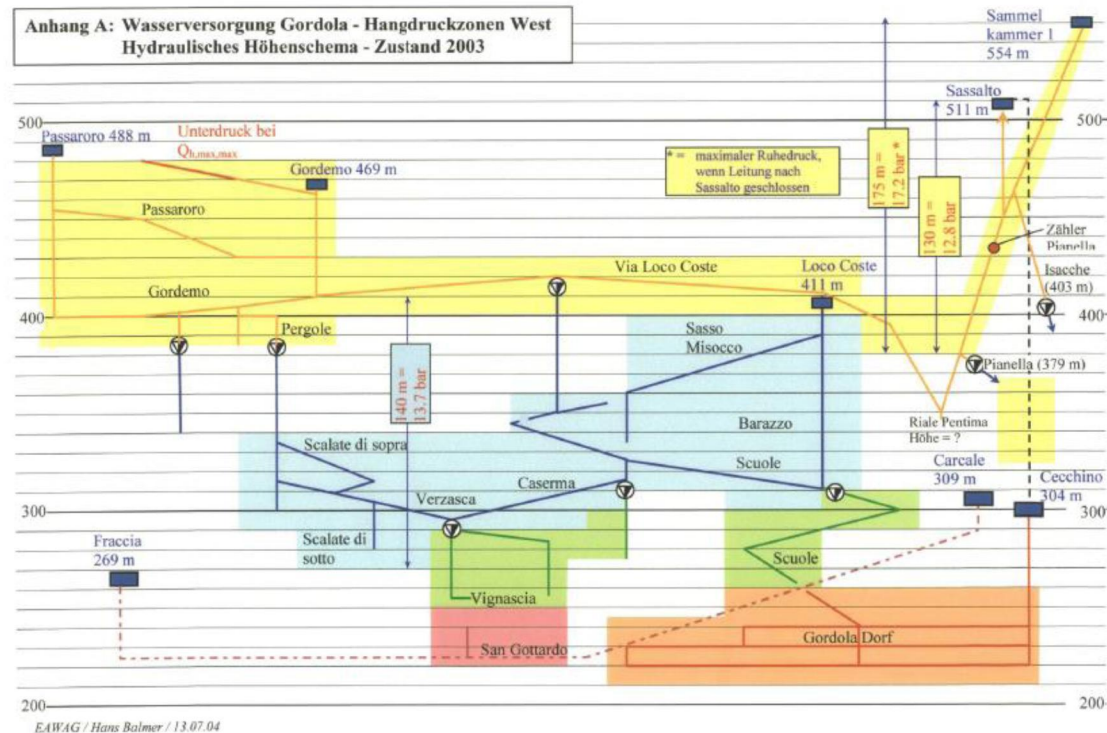 Anhang A: Wasserversorgung Gordola - Hangdruckzonen West
Hydraulisches Höhenschema - Zustand 2003
Sammel
kammer 1
554 m
Sassalto
511 m
500
500
Passaroro 488 m
Unterdruck bei
Qh,max,max
Gordemo 469 m
* = maximaler Ruhedruck,
wenn Leitung nach
Sassalto geschlossen
175 m =
17.2 bar *
130 m =
12.8 bar
Passaroro
Zähler
Pianella
Via Loco Coste
Loco Coste
411 m
Isacche
(403 m)
Gordemo
400
400
Pergole
Sasso
Misocco
140 m =
13.7 bar
Pianella (379 m)
Barazzo
Riale Pentima
Höhe = ?
Scalate di sopra
Scuole
Carcale
309 m
Cecchino
304 m
Caserma
Verzasca
300
300
Fraccia
269 m
Scalate di
sotto
Scuole
Vignascia
Gordola Dorf
San Gottardo
200
200
EAWAG / Hans Balmer / 13.07.04